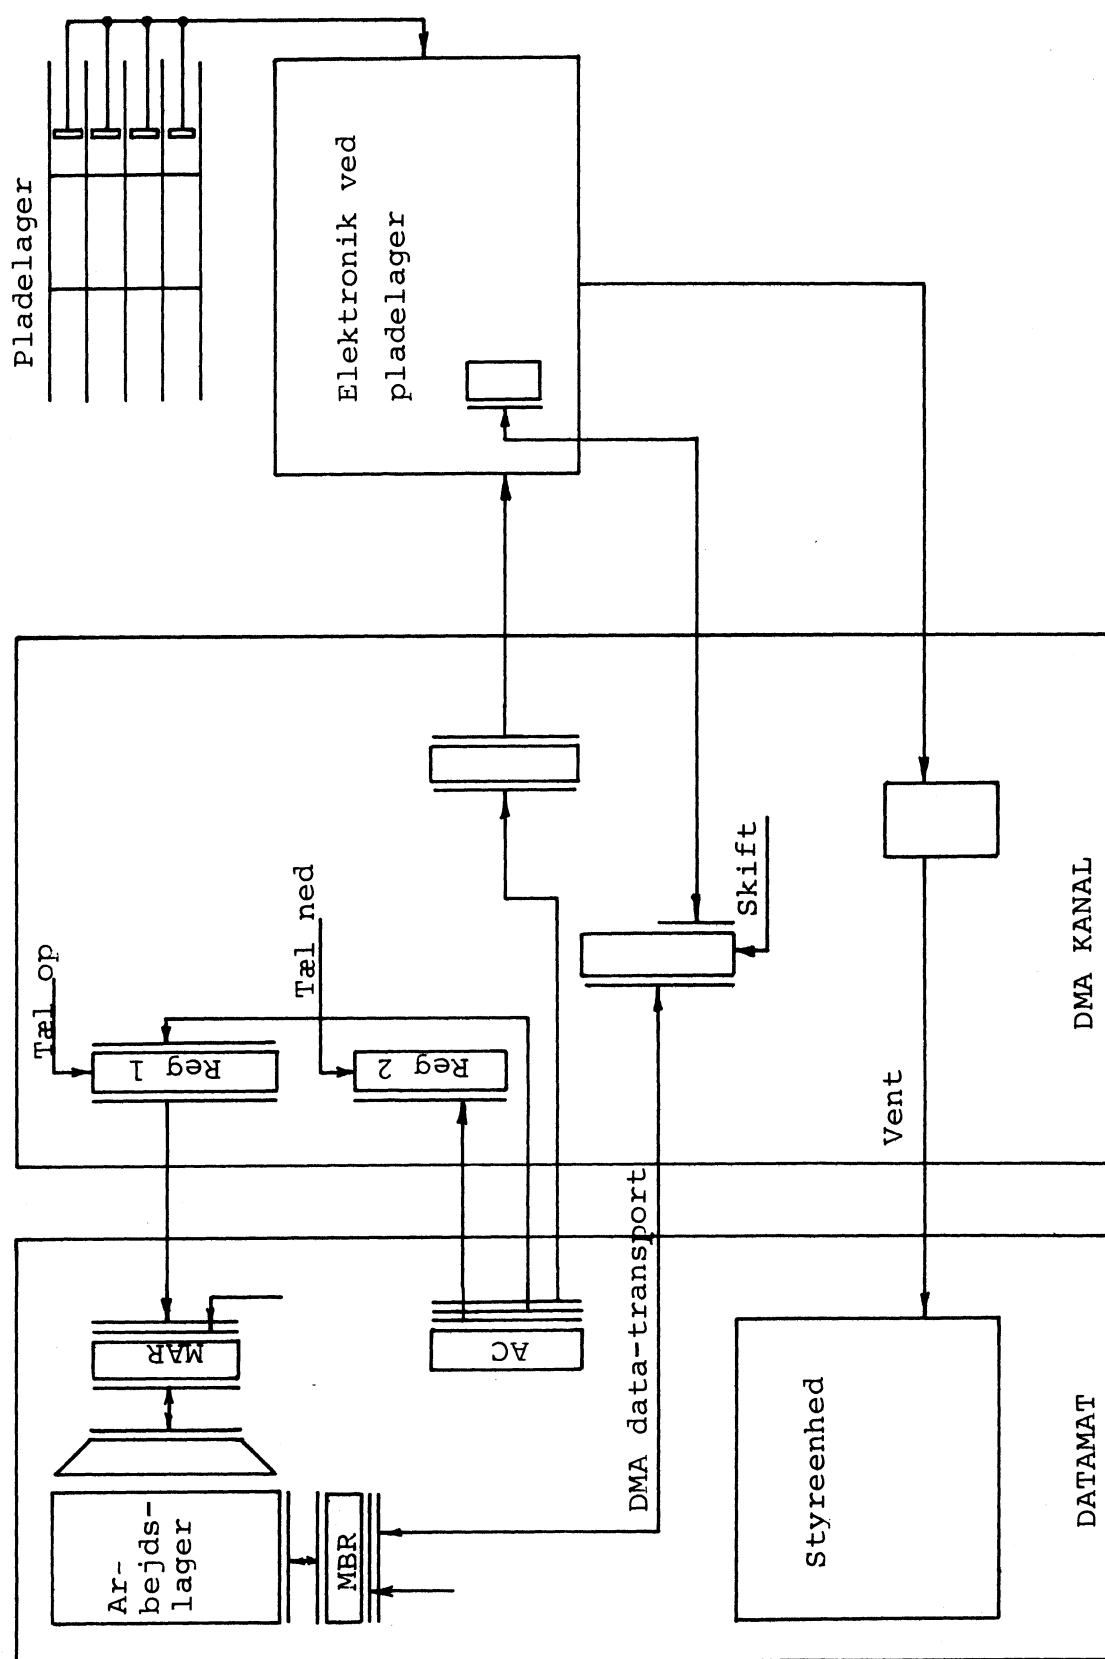 Pladelager
Elektronik ved
pladelager
Tæl op
Reg 1
Tæl ned
Reg 2
Skift
DMA KANAL
Vent
DMA data-transport
MAR
AC
Ar-
bejds-
lager
MBR
Styreenhed
DATAMAT